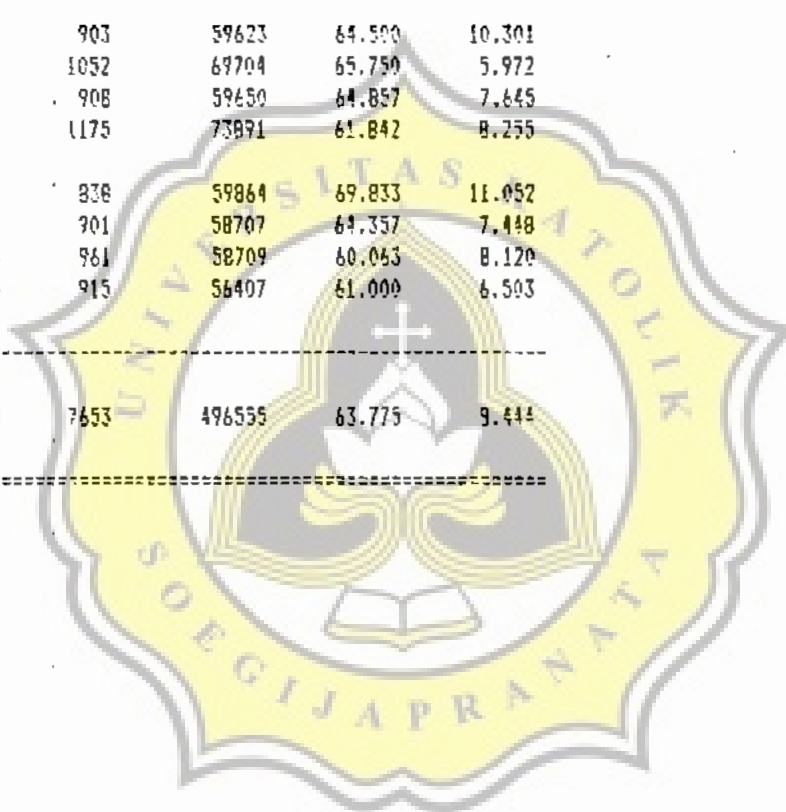 903 59623 64.500 10.301
1052 69704 65.750 5.972
908 59650 64.857 7.645
1175 73891 61.842 8.255
838 59864 69.833 11.052
901 58707 64.357 7.448
961 58709 60.063 8.120
915 56407 61.000 6.503
7653 496555 63.775 8.444
UNIVERSITAS KATOLIK
SOEGIJAPRANATA